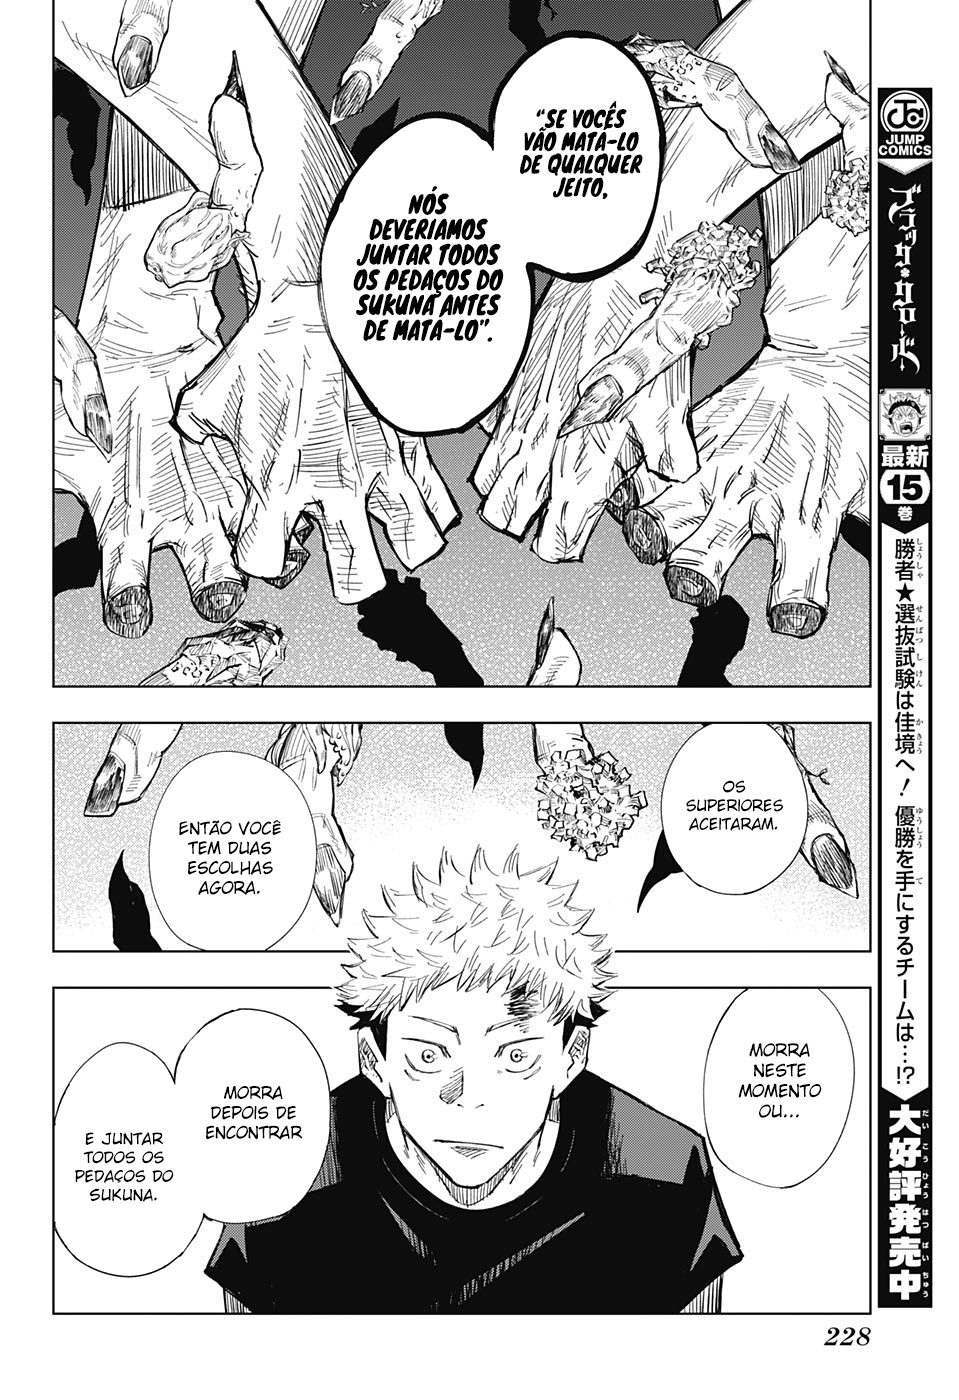 "SE VOCÊS
VÃO MATA-LO
DE QUALQUER
JEITO,
NÓS
DEVERIAMOS
JUNTAR TODOS
OS PEDAÇOS DO
SUKUNA ANTES
DE MATA-LO".
OS
SUPERIORES
ACEITARAM.
ENTÃO VOCÊ
TEM DUAS
ESCOLHAS
AGORA.
MORRA
NESTE
MOMENTO
OU...
MORRA
DEPOIS DE
ENCONTRAR
E JUNTAR
TODOS OS
PEDAÇOS DO
SUKUNA.
JC
JUMP
COMICS
ブラッククローバー
最新
15
巻
勝者★選抜試験は佳境へ!優勝を手にするチームは…!?
大好評発売中
228